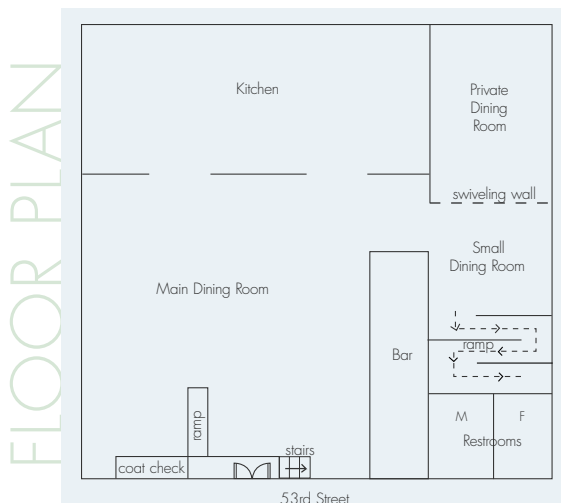 FLOOR PLAN
Kitchen
Private
Dining
Room
swiveling wall
Small
Dining Room
Main Dining Room
ramp
Bar
ramp
M
F
Restrooms
stairs
coat check
53rd Street